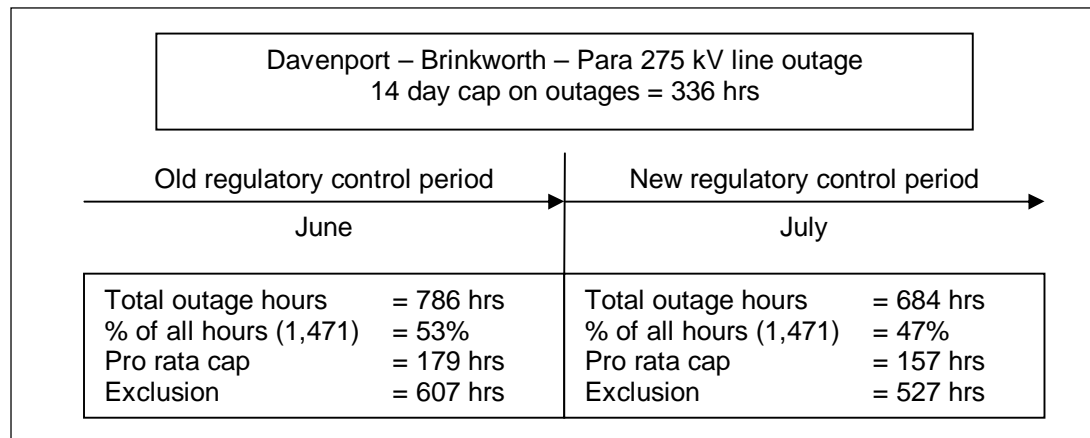 Davenport – Brinkworth – Para 275 kV line outage
14 day cap on outages = 336 hrs
Old regulatory control period
New regulatory control period
June
July
Total outage hours = 786 hrs
% of all hours (1,471) = 53%
Pro rata cap = 179 hrs
Exclusion = 607 hrs
Total outage hours = 684 hrs
% of all hours (1,471) = 47%
Pro rata cap = 157 hrs
Exclusion = 527 hrs